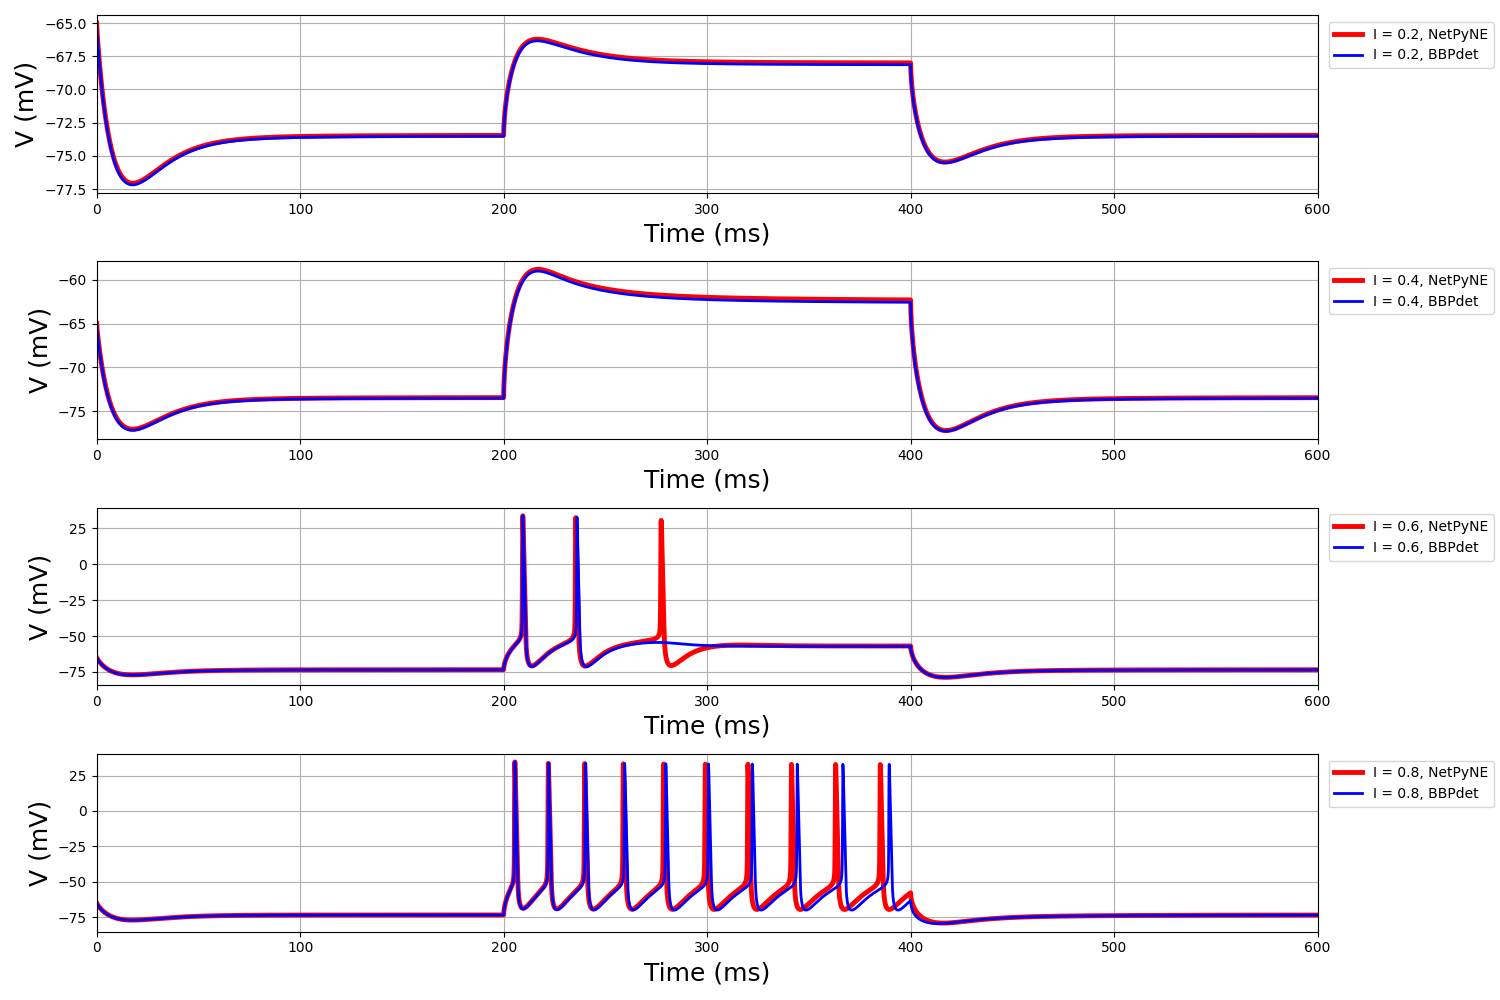 −65.0
−67.5
−70.0
−72.5
−75.0
−77.5
V (mV)
0 100 200 300 400 500 600
Time (ms)
I = 0.2, NetPyNE
I = 0.2, BBPdet
−60
−65
−70
−75
V (mV)
0 100 200 300 400 500 600
Time (ms)
I = 0.4, NetPyNE
I = 0.4, BBPdet
25
0
−25
−50
−75
V (mV)
0 100 200 300 400 500 600
Time (ms)
I = 0.6, NetPyNE
I = 0.6, BBPdet
25
0
−25
−50
−75
V (mV)
0 100 200 300 400 500 600
Time (ms)
I = 0.8, NetPyNE
I = 0.8, BBPdet